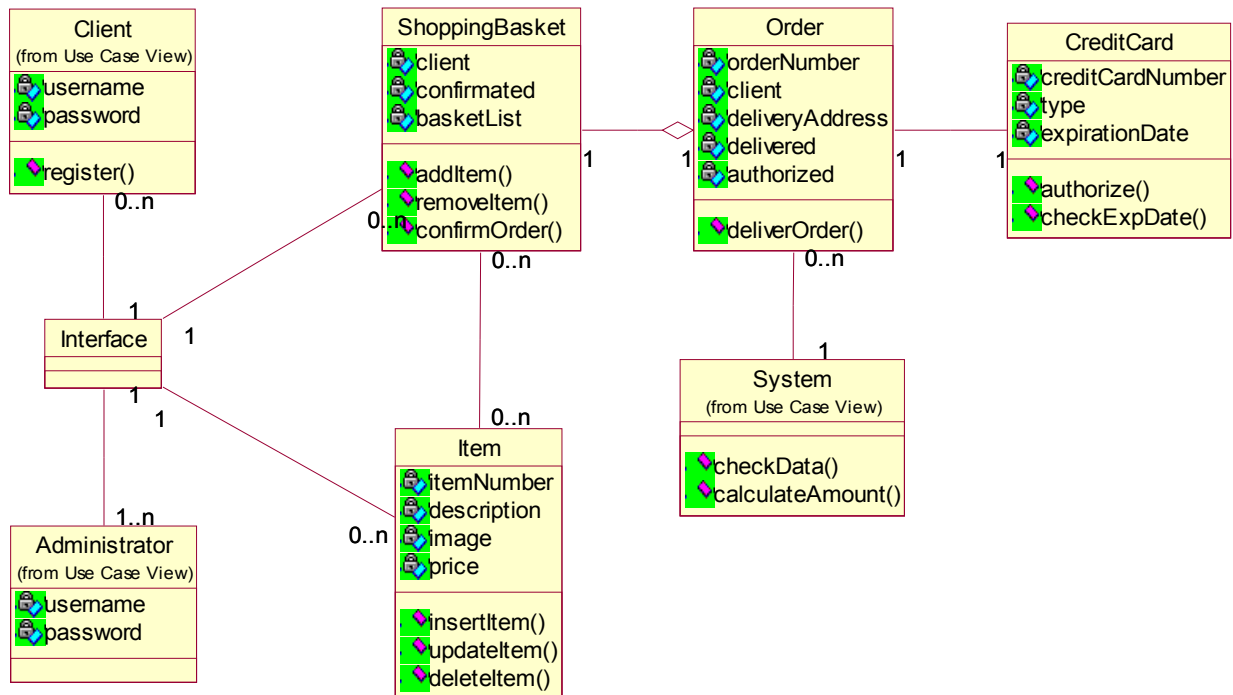 Client
(from Use Case View)
username
password
register()
0..n
ShoppingBasket
client
confirmated
basketList
addItem()
removeItem()
confirmOrder()
0..n
0..n
1
1
Order
orderNumber
client
deliveryAddress
delivered
authorized
deliverOrder()
0..n
1
1
CreditCard
creditCardNumber
type
expirationDate
authorize()
checkExpDate()
1
1
Interface
1
1
System
(from Use Case View)
checkData()
calculateAmount()
1
0..n
Item
itemNumber
description
image
price
insertItem()
updateItem()
deleteItem()
0..n
1..n
Administrator
(from Use Case View)
username
password